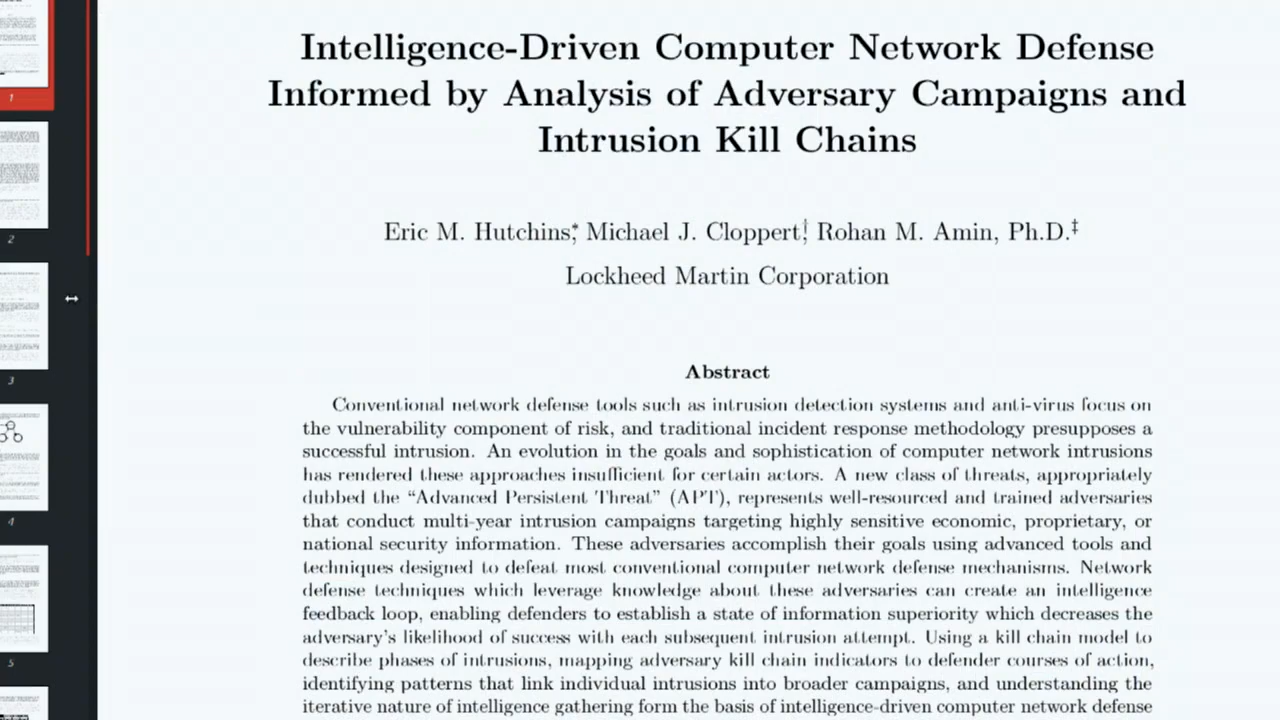 Intelligence-Driven Computer Network Defense
Informed by Analysis of Adversary Campaigns and
Intrusion Kill Chains
Eric M. Hutchins,* Michael J. Cloppert,† Rohan M. Amin, Ph.D.‡
Lockheed Martin Corporation
Abstract
Conventional network defense tools such as intrusion detection systems and anti-virus focus on
the vulnerability component of risk, and traditional incident response methodology presupposes a
successful intrusion. An evolution in the goals and sophistication of computer network intrusions
has rendered these approaches insufficient for certain actors. A new class of threats, appropriately
dubbed the “Advanced Persistent Threat” (APT), represents well-resourced and trained adversaries
that conduct multi-year intrusion campaigns targeting highly sensitive economic, proprietary, or
national security information. These adversaries accomplish their goals using advanced tools and
techniques designed to defeat most conventional computer network defense mechanisms. Network
defense techniques which leverage knowledge about these adversaries can create an intelligence
feedback loop, enabling defenders to establish a state of information superiority which decreases the
adversary's likelihood of success with each subsequent intrusion attempt. Using a kill chain model to
describe phases of intrusions, mapping adversary kill chain indicators to defender courses of action,
identifying patterns that link individual intrusions into broader campaigns, and understanding the
iterative nature of intelligence gathering form the basis of intelligence-driven computer network defense
1
2
3
4
5